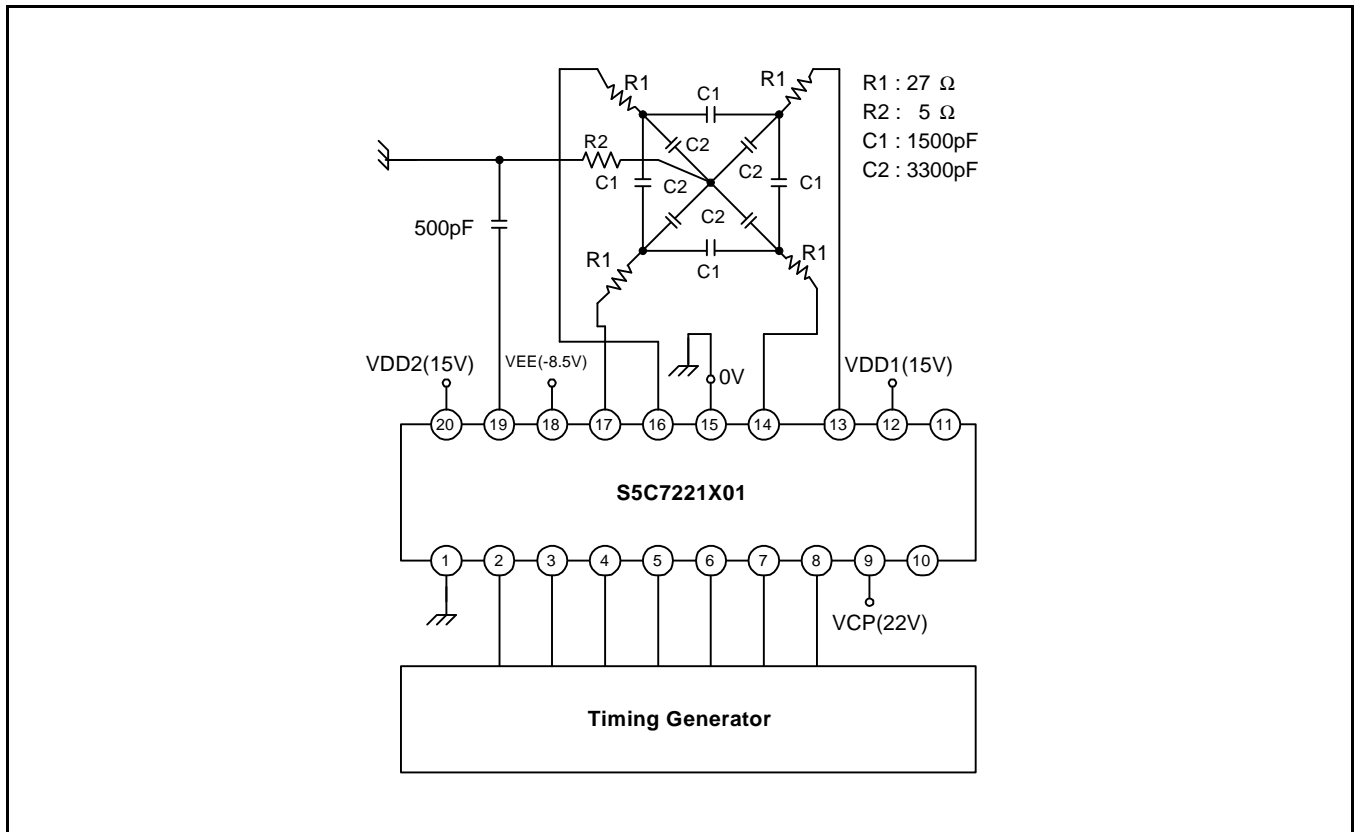 R1
C1
R1
R1 : 27 Ω
R2 : 5 Ω
C1 : 1500pF
C2 : 3300pF
R2
C2
C2
C1
C2
C1
C2
500pF
R1
C1
R1
VDD2(15V)
VEE(-8.5V)
0V
VDD1(15V)
20 19 18 17 16 15 14 13 12 11
S5C7221X01
1 2 3 4 5 6 7 8 9 10
VCP(22V)
Timing Generator